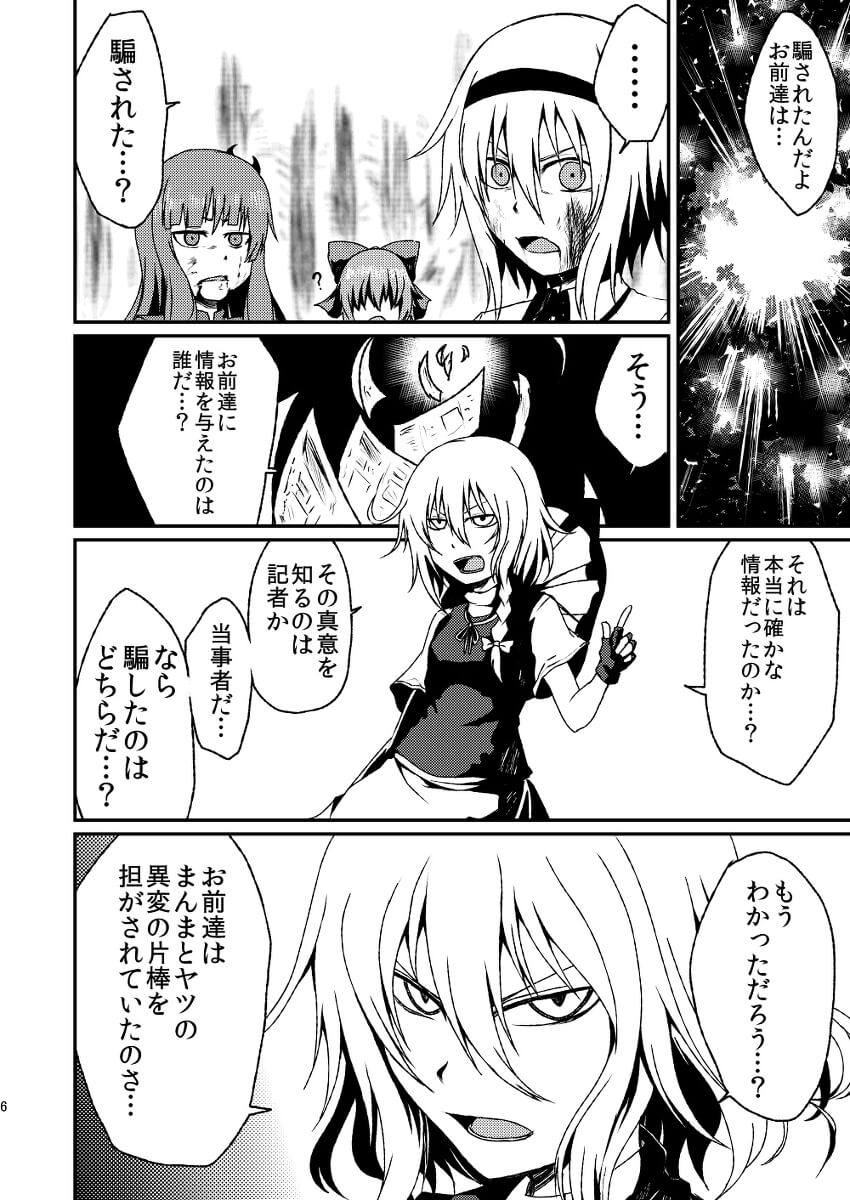 騙されたんだよ
お前達は…
……
騙された…？
?
そう…
お前達に
情報を与えたのは
誰だ…？
それは
本当に確かな
情報だったのか…？
その真意を
知るのは
記者か
当事者だ…
なら
騙したのは
どちらだ…？
もう
わかっただろう…？
お前達は
まんまとヤツの
異変の片棒を
担がされていたのさ…
6